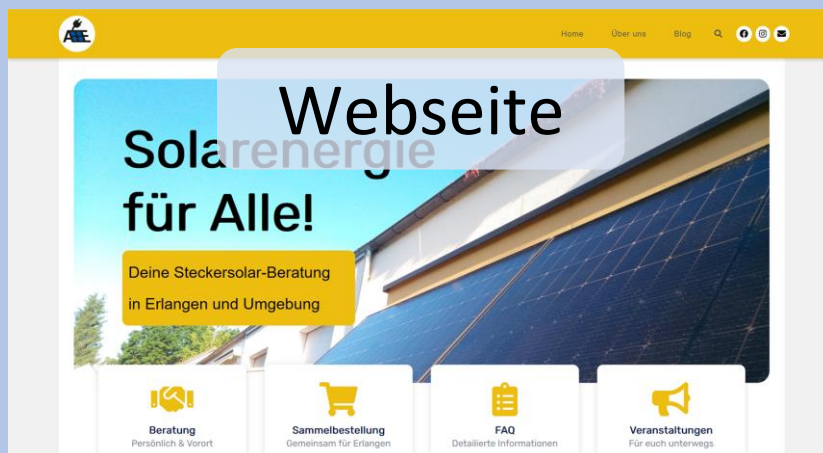 Home Über uns Blog
Webseite
Solarenergie
für Alle!
Deine Steckersolar-Beratung
in Erlangen und Umgebung
Beratung
Persönlich & Vorort
Sammelbestellung
Gemeinsam für Erlangen
FAQ
Detailierte Informationen
Veranstaltungen
Für euch unterwegs